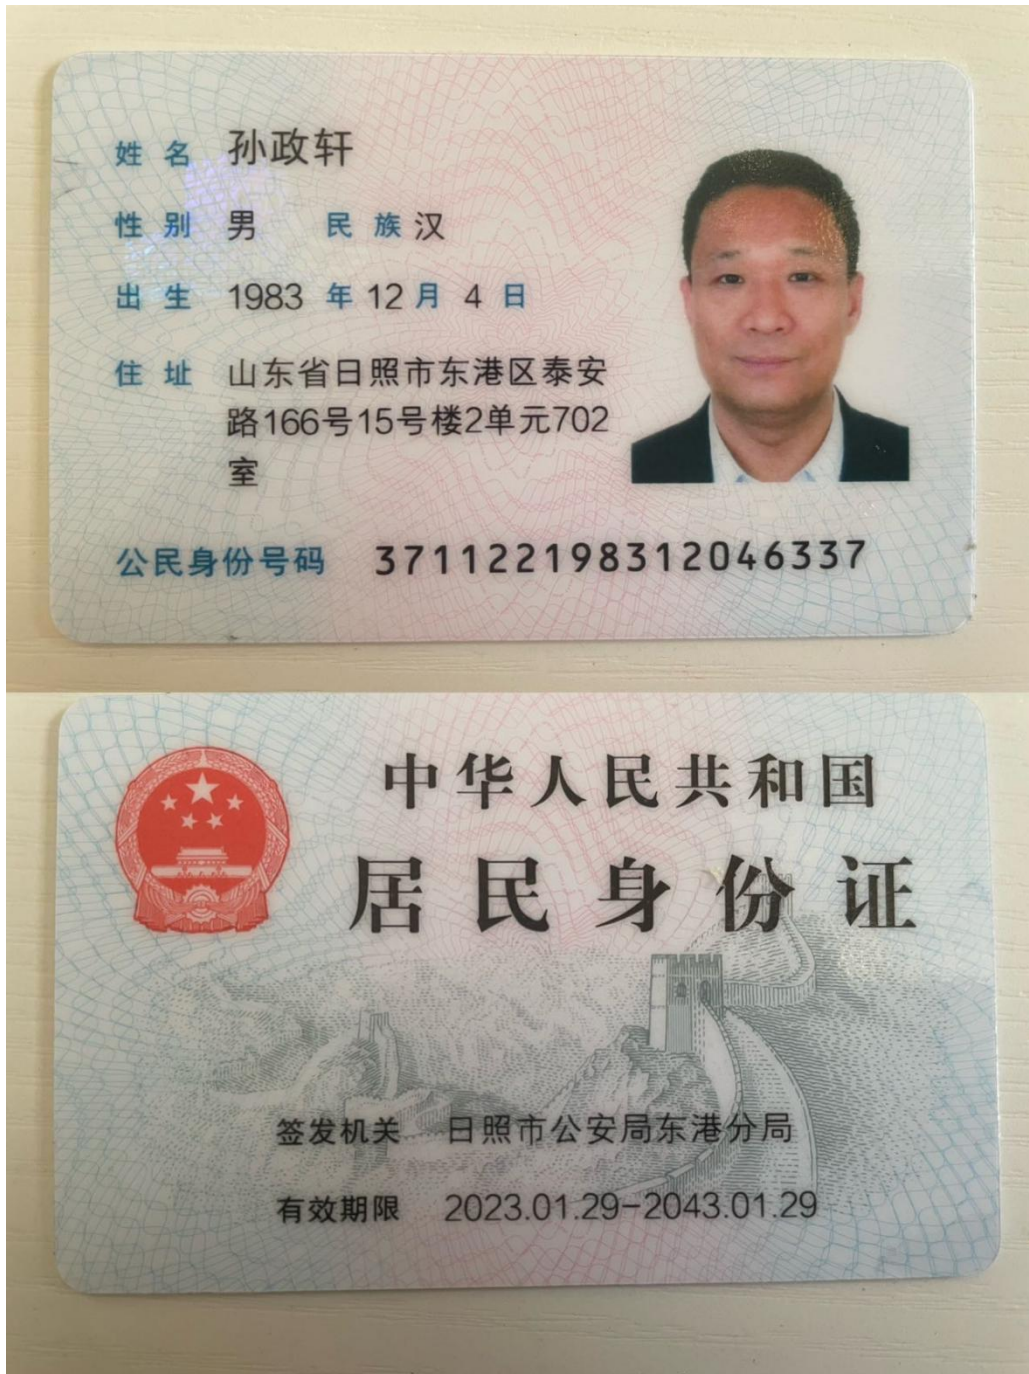 姓 名 孙政轩
性 别 男 民 族 汉
出 生 1983 年 12 月 4 日
住 址 山东省日照市东港区泰安
路166号15号楼2单元702
室
公民身份号码 371122198312046337
中华人民共和国
居民身份证
签发机关 日照市公安局东港分局
有效期限 2023.01.29-2043.01.29